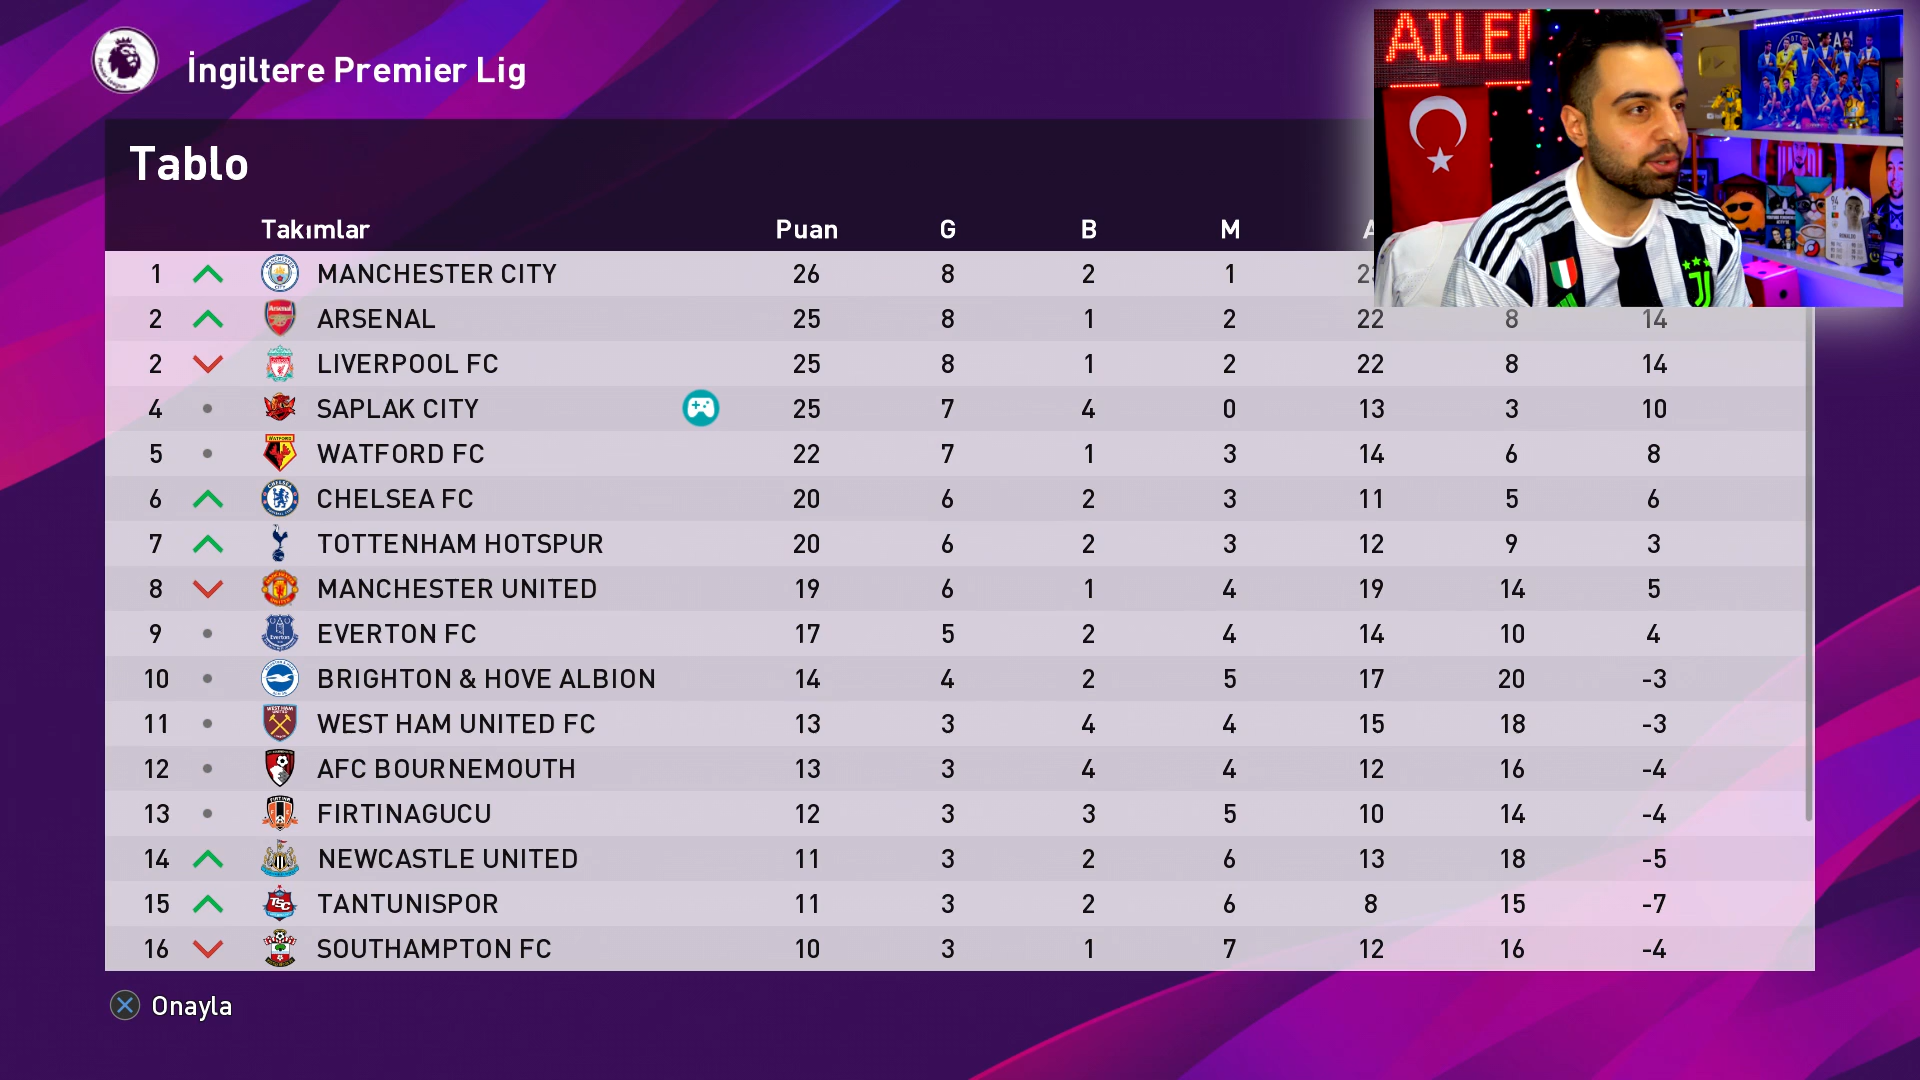 İngiltere Premier Lig
AILE
Tablo
Takımlar Puan G B M
1 MANCHESTER CITY 26 8 2 1
2 ARSENAL 25 8 1 2 22 8 14
2 LIVERPOOL FC 25 8 1 2 22 8 14
4 SAPLAK CITY 25 7 4 0 13 3 10
5 WATFORD FC 22 7 1 3 14 6 8
6 CHELSEA FC 20 6 2 3 11 5 6
7 TOTTENHAM HOTSPUR 20 6 2 3 12 9 3
8 MANCHESTER UNITED 19 6 1 4 19 14 5
9 EVERTON FC 17 5 2 4 14 10 4
10 BRIGHTON & HOVE ALBION 14 4 2 5 17 20 -3
11 WEST HAM UNITED FC 13 3 4 4 15 18 -3
12 AFC BOURNEMOUTH 13 3 4 4 12 16 -4
13 FIRTINAGUCU 12 3 3 5 10 14 -4
14 NEWCASTLE UNITED 11 3 2 6 13 18 -5
15 TANTUNISPOR 11 3 2 6 8 15 -7
16 SOUTHAMPTON FC 10 3 1 7 12 16 -4
Onayla